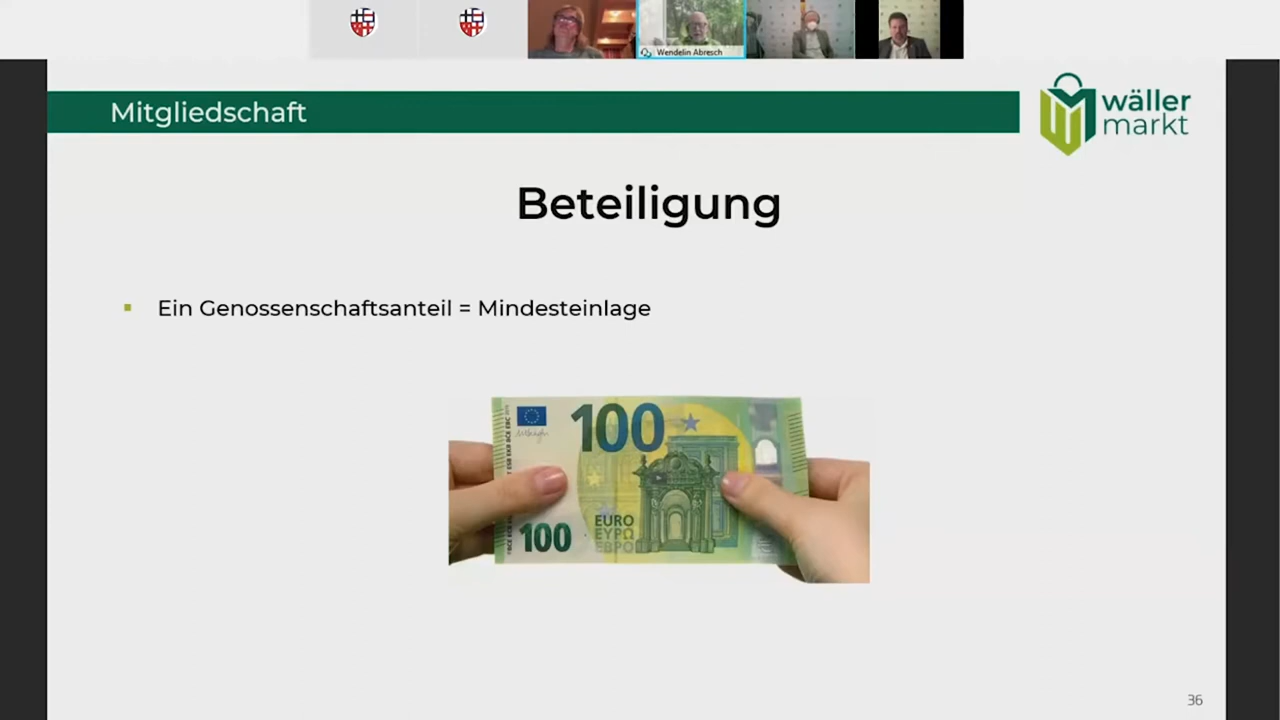 Wendelin Abresch
Mitgliedschaft
wäller
markt
Beteiligung
Ein Genossenschaftsanteil = Mindesteinlage
100
100
EURO
ΕΥΡΩ
ЕВРО
36